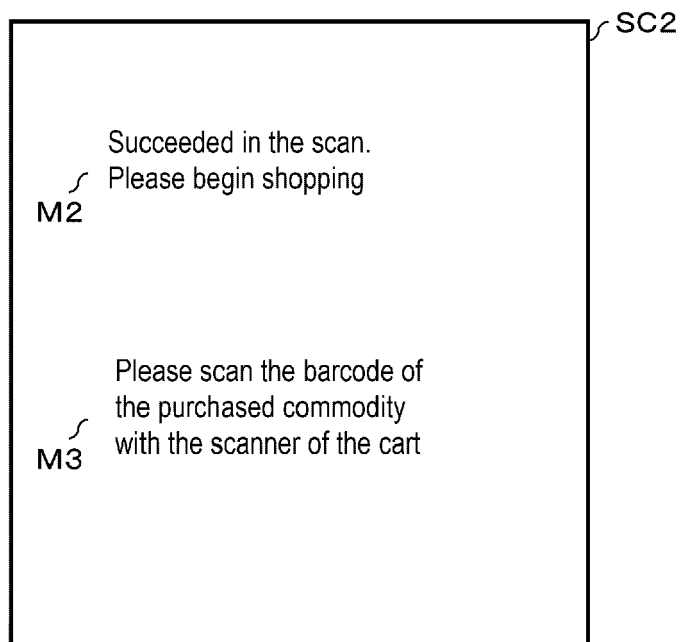 SC2
Succeeded in the scan.
Please begin shopping
M2
Please scan the barcode of
the purchased commodity
with the scanner of the cart
M3